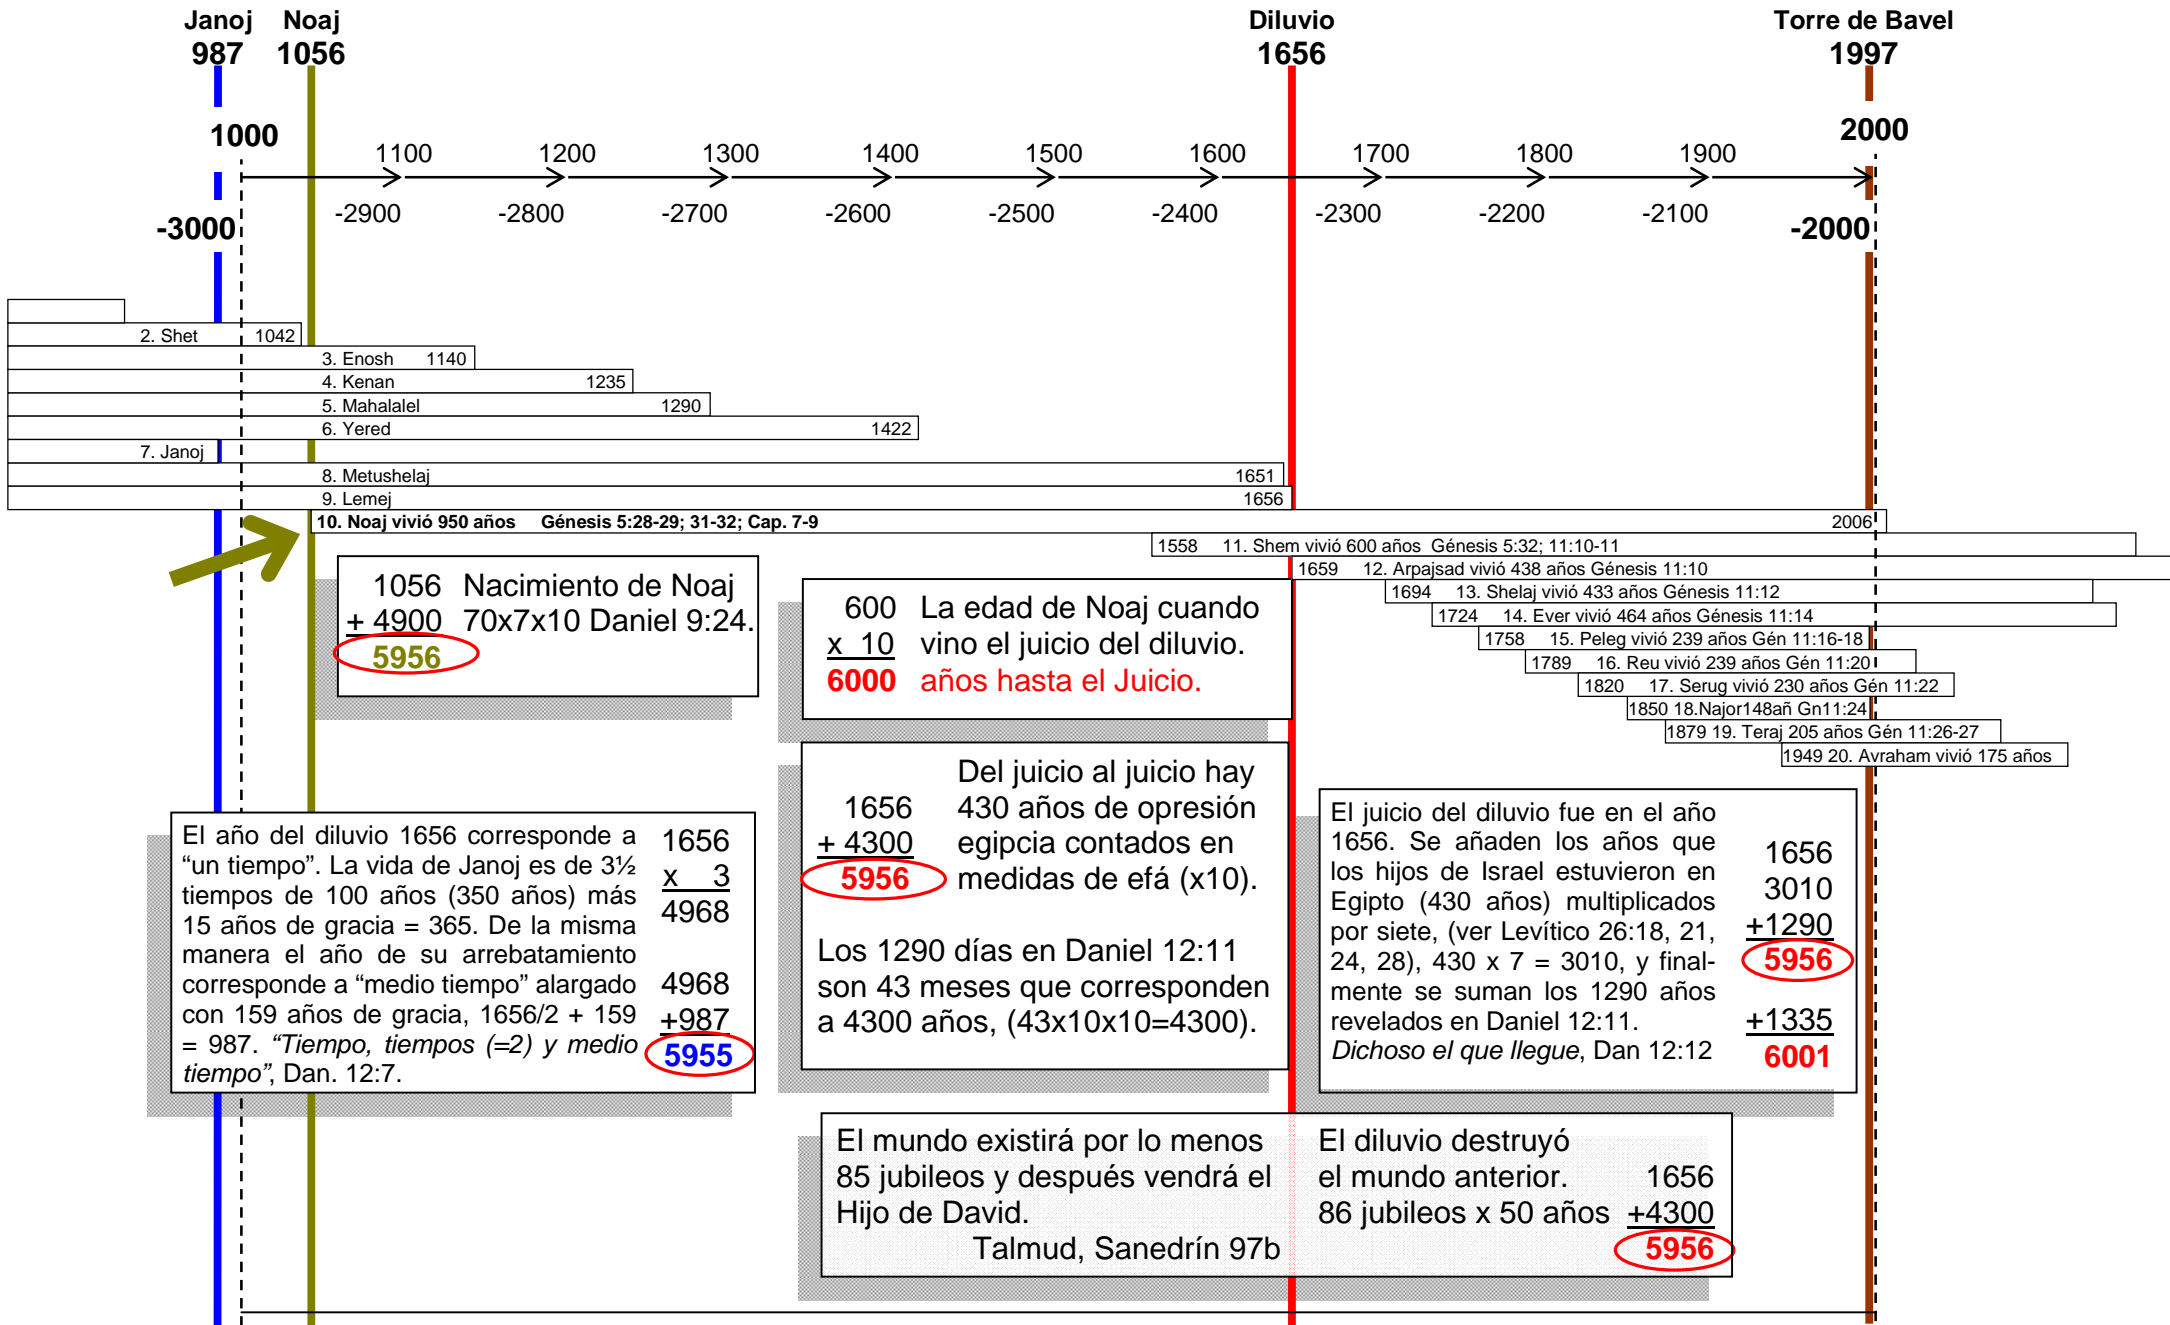 Janoj Noaj Diluvio Torre de Bavel
987 1056 1656 1997
1000 2000
1100 1200 1300 1400 1500 1600 1700 1800 1900
-2900 -2800 -2700 -2600 -2500 -2400 -2300 -2200 -2100
-3000 -2000
2. Shet 1042
3. Enosh 1140
4. Kenan 1235
5. Mahalalel 1290
6. Yered 1422
7. Janoj
8. Metushelaj 1651
9. Lemej 1656
10. Noaj vivió 950 años Génesis 5:28-29; 31-32; Cap. 7-9 2006
1558 11. Shem vivió 600 años Génesis 5:32; 11:10-11
1659 12. Arpajsad vivió 438 años Génesis 11:10
1694 13. Shelaj vivió 433 años Génesis 11:12
1724 14. Ever vivió 464 años Génesis 11:14
1758 15. Peleg vivió 239 años Gén 11:16-18
1789 16. Reu vivió 239 años Gén 11:20
1820 17. Serug vivió 230 años Gén 11:22
1850 18.Najor148añ Gn11:24
1879 19. Teraj 205 años Gén 11:26-27
1949 20. Avraham vivió 175 años
1056 Nacimiento de Noaj
+ 4900 70x7x10 Daniel 9:24.
5956
600 La edad de Noaj cuando
x 10 vino el juicio del diluvio.
6000 años hasta el Juicio.
Del juicio al juicio hay
1656 430 años de opresión
+ 4300 egipcia contados en
5956 medidas de efá (x10).
Los 1290 días en Daniel 12:11
son 43 meses que corresponden
a 4300 años, (43x10x10=4300).
El año del diluvio 1656 corresponde a
“un tiempo”. La vida de Janoj es de 3½
tiempos de 100 años (350 años) más
15 años de gracia = 365. De la misma
manera el año de su arrebatamiento
corresponde a “medio tiempo” alargado
con 159 años de gracia, 1656/2 + 159
= 987. “Tiempo, tiempos (=2) y medio
tiempo”, Dan. 12:7.
1656
x 3
4968
4968
+987
5955
El juicio del diluvio fue en el año
1656. Se añaden los años que
los hijos de Israel estuvieron en
Egipto (430 años) multiplicados
por siete, (ver Levítico 26:18, 21,
24, 28), 430 x 7 = 3010, y final-
mente se suman los 1290 años
revelados en Daniel 12:11.
Dichoso el que llegue, Dan 12:12
1656
3010
+1290
5956
+1335
6001
El mundo existirá por lo menos
85 jubileos y después vendrá el
Hijo de David.
Talmud, Sanedrín 97b
El diluvio destruyó
el mundo anterior. 1656
86 jubileos x 50 años +4300
5956